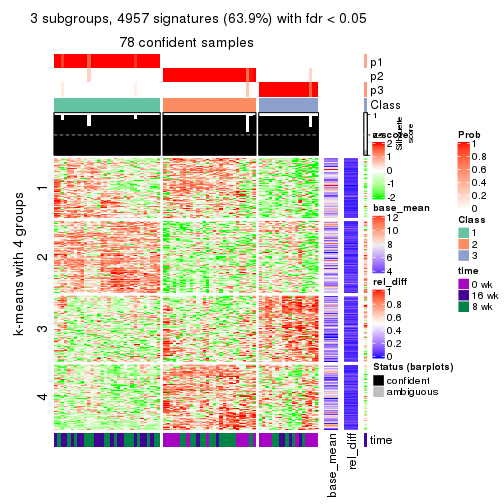 3 subgroups, 4957 signatures (63.9%) with fdr < 0.05
78 confident samples
p1
p2
p3
Class
1
Silhouette
score
z-score
2
1
0
-1
-2
base_mean
12
10
8
6
4
rel_diff
1
0.8
0.6
0.4
0.2
0
Status (barplots)
confident
ambiguous
Prob
1
0.8
0.6
0.4
0.2
0
Class
1
2
3
time
0 wk
16 wk
8 wk
k-means with 4 groups
1
2
3
4
time
base_mean
rel_diff